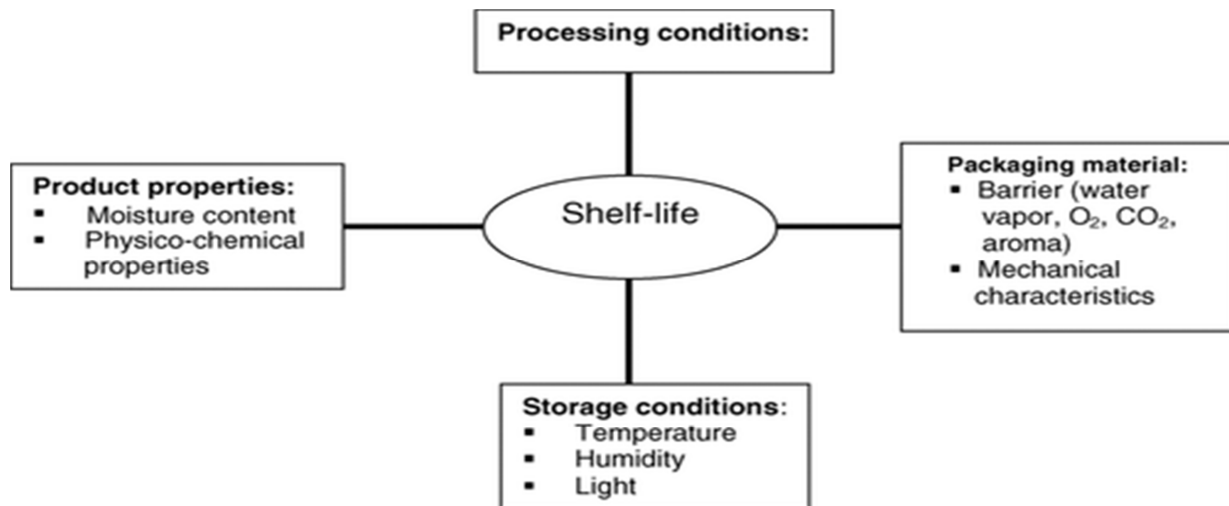 Processing conditions:
Product properties:
▪ Moisture content
▪ Physico-chemical
properties
Shelf-life
Packaging material:
▪ Barrier (water
vapor, O₂, CO₂,
aroma)
▪ Mechanical
characteristics
Storage conditions:
▪ Temperature
▪ Humidity
▪ Light